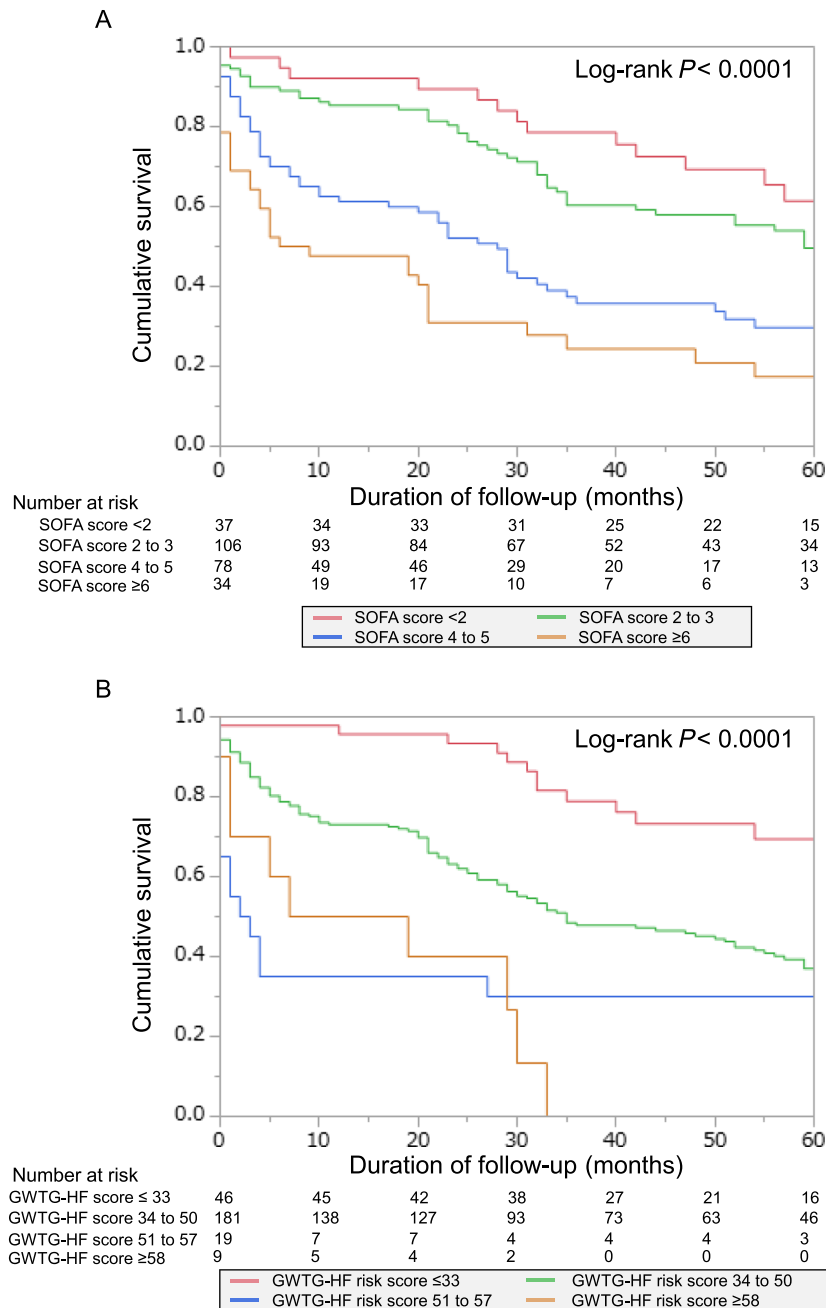 A
1.0
Log-rank P< 0.0001
0.8
0.6
0.4
0.2
0.0
Cumulative survival
0 10 20 30 40 50 60
Duration of follow-up (months)
Number at risk
SOFA score <2 37 34 33 31 25 22 15
SOFA score 2 to 3 106 93 84 67 52 43 34
SOFA score 4 to 5 78 49 46 29 20 17 13
SOFA score ≥6 34 19 17 10 7 6 3
SOFA score <2 SOFA score 2 to 3
SOFA score 4 to 5 SOFA score ≥6
B
1.0
Log-rank P< 0.0001
0.8
0.6
0.4
0.2
0.0
Cumulative survival
0 10 20 30 40 50 60
Duration of follow-up (months)
Number at risk
GWTG-HF score ≤ 33 46 45 42 38 27 21 16
GWTG-HF score 34 to 50 181 138 127 93 73 63 46
GWTG-HF score 51 to 57 19 7 7 4 4 4 3
GWTG-HF score ≥58 9 5 4 2 0 0 0
GWTG-HF risk score ≤33 GWTG-HF risk score 34 to 50
GWTG-HF risk score 51 to 57 GWTG-HF risk score ≥58